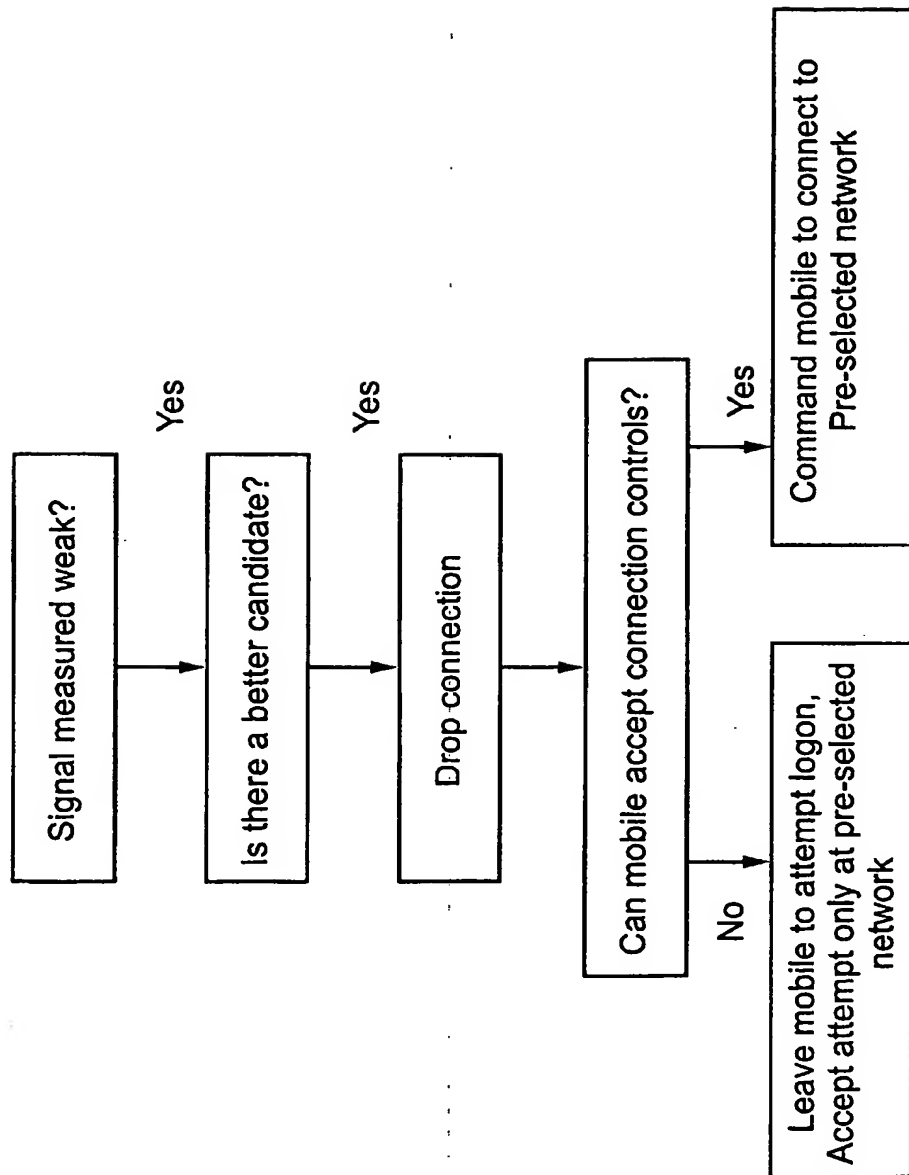 Signal measured weak?
Yes
Is there a better candidate?
Yes
Drop connection
Can mobile accept connection controls?
No
Yes
Leave mobile to attempt logon,
Accept attempt only at pre-selected
network
Command mobile to connect to
Pre-selected network